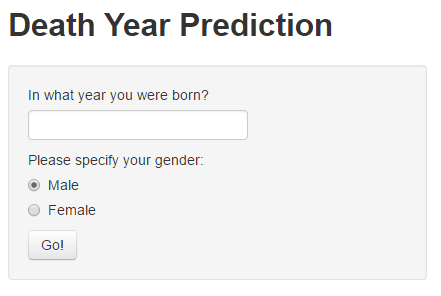 Death Year Prediction
In what year you were born?
Please specify your gender:
Male
Female
Go!